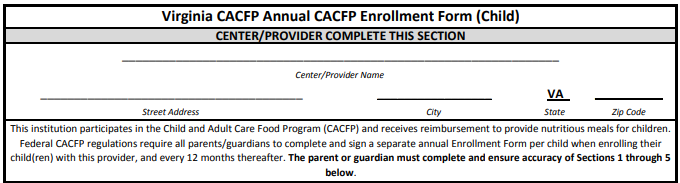 Virginia CACFP Annual CACFP Enrollment Form (Child)
CENTER/PROVIDER COMPLETE THIS SECTION
Center/Provider Name
VA
Street Address City State Zip Code
This institution participates in the Child and Adult Care Food Program (CACFP) and receives reimbursement to provide nutritious meals for children.
Federal CACFP regulations require all parents/guardians to complete and sign a separate annual Enrollment Form per child when enrolling their
child(ren) with this provider, and every 12 months thereafter. The parent or guardian must complete and ensure accuracy of Sections 1 through 5
below.